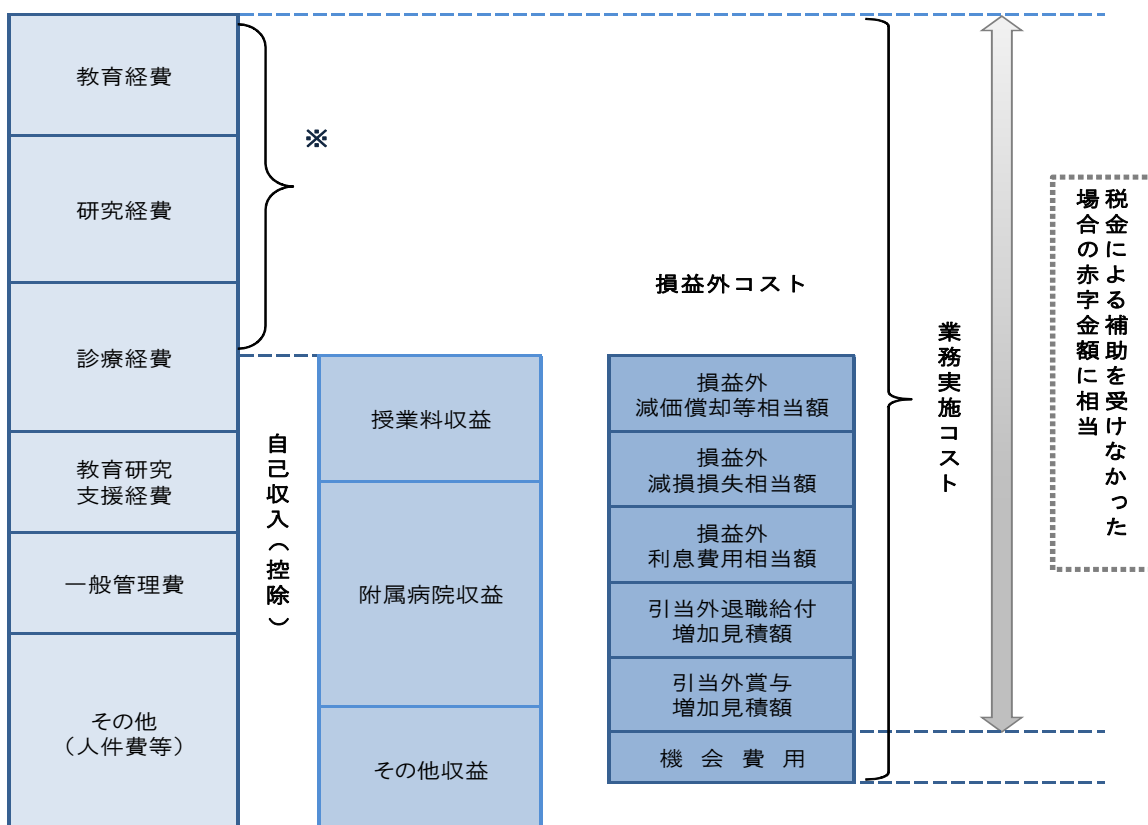 教育経費
研究経費
診療経費
教育研究
支援経費
一般管理費
その他
（人件費等）
※
自己収入（控除）
授業料収益
附属病院収益
その他収益
損益外コスト
損益外
減価償却等相当額
損益外
減損損失相当額
損益外
利息費用相当額
引当外退職給付
増加見積額
引当外賞与
増加見積額
機会費用
業務実施コスト
税金による補助を受けなかった
場合の赤字金額に相当